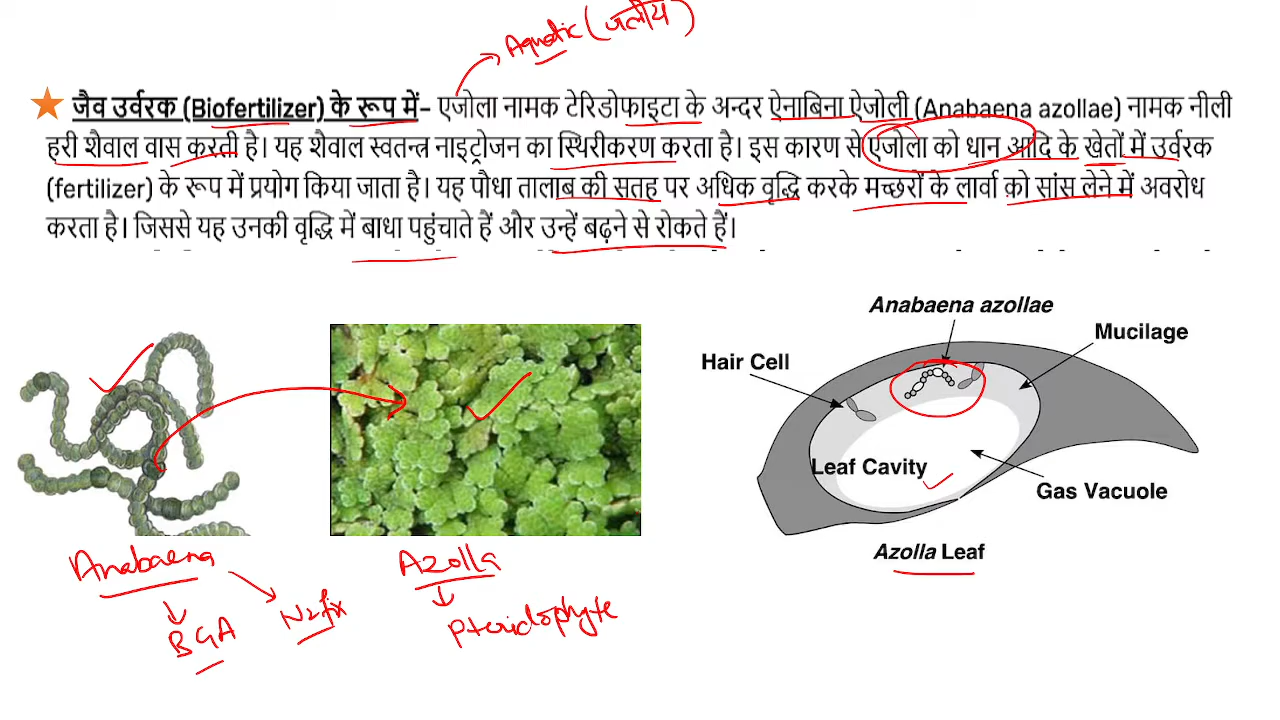 Aquatic (जलीय)
जैव उर्वरक (Biofertilizer) के रूप में– एजोला नामक टेरिडोफाइटा के अन्दर ऐनाबिना ऐजोली (Anabaena azollae) नामक नीली
हरी शैवाल वास करती है। यह शैवाल स्वतन्त्र नाइट्रोजन का स्थिरीकरण करता है। इस कारण से एजोला को धान आदि के खेतों में उर्वरक
(fertilizer) के रूप में प्रयोग किया जाता है। यह पौधा तालाब की सतह पर अधिक वृद्धि करके मच्छरों के लार्वा को सांस लेने में अवरोध
करता है। जिससे यह उनकी वृद्धि में बाधा पहुंचाते हैं और उन्हें बढ़ने से रोकते हैं।
Anabaena azollae
Mucilage
Hair Cell
Leaf Cavity
Gas Vacuole
Azolla Leaf
Anabaena
Azolla
N2 fix
Pteridophyte
BGA